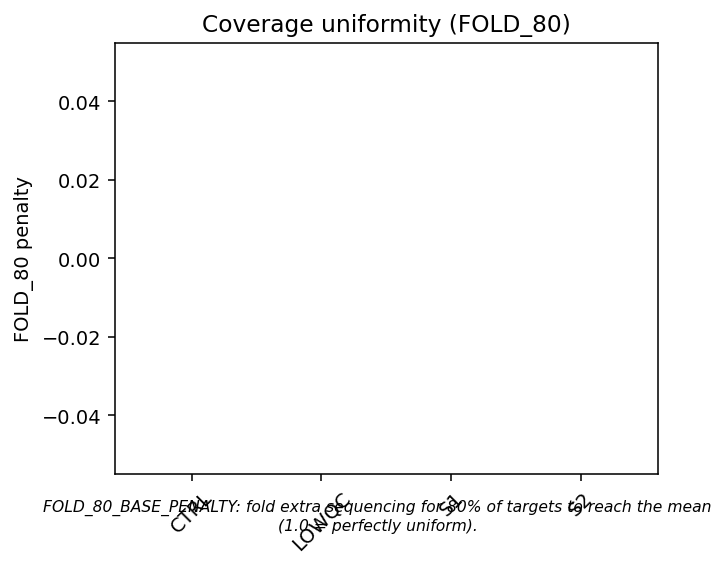 Coverage uniformity (FOLD_80)
FOLD_80 penalty
0.04
0.02
0.00
−0.02
−0.04
CTRL
LOWQC
S1
S2
FOLD_80_BASE_PENALTY: fold extra sequencing for 80% of targets to reach the mean
(1.0 = perfectly uniform).